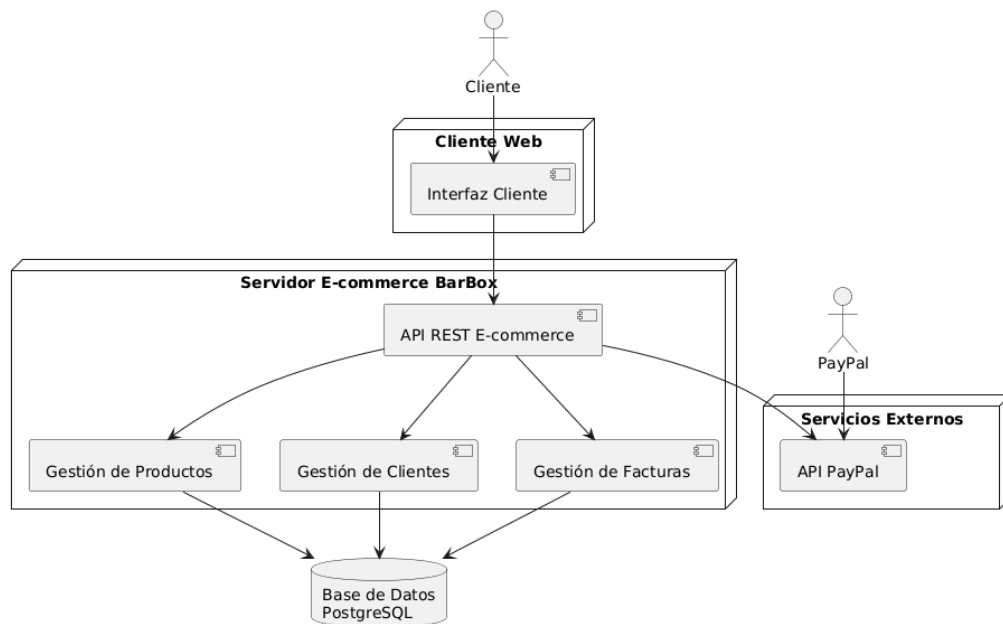 Cliente
Cliente Web
Interfaz Cliente
Servidor E-commerce BarBox
API REST E-commerce
PayPal
Servicios Externos
Gestión de Productos
Gestión de Clientes
Gestión de Facturas
API PayPal
Base de Datos
PostgreSQL